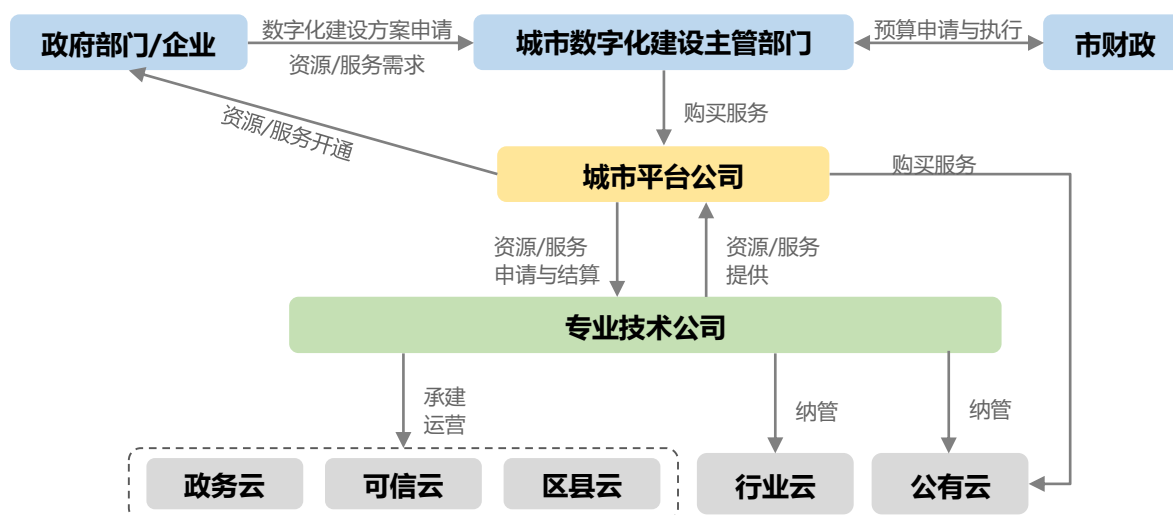 政府部门/企业
数字化建设方案申请
资源/服务需求
城市数字化建设主管部门
预算申请与执行
市财政
资源/服务开通
购买服务
城市平台公司
购买服务
资源/服务
申请与结算
资源/服务
提供
专业技术公司
承建
运营
纳管
纳管
政务云
可信云
区县云
行业云
公有云